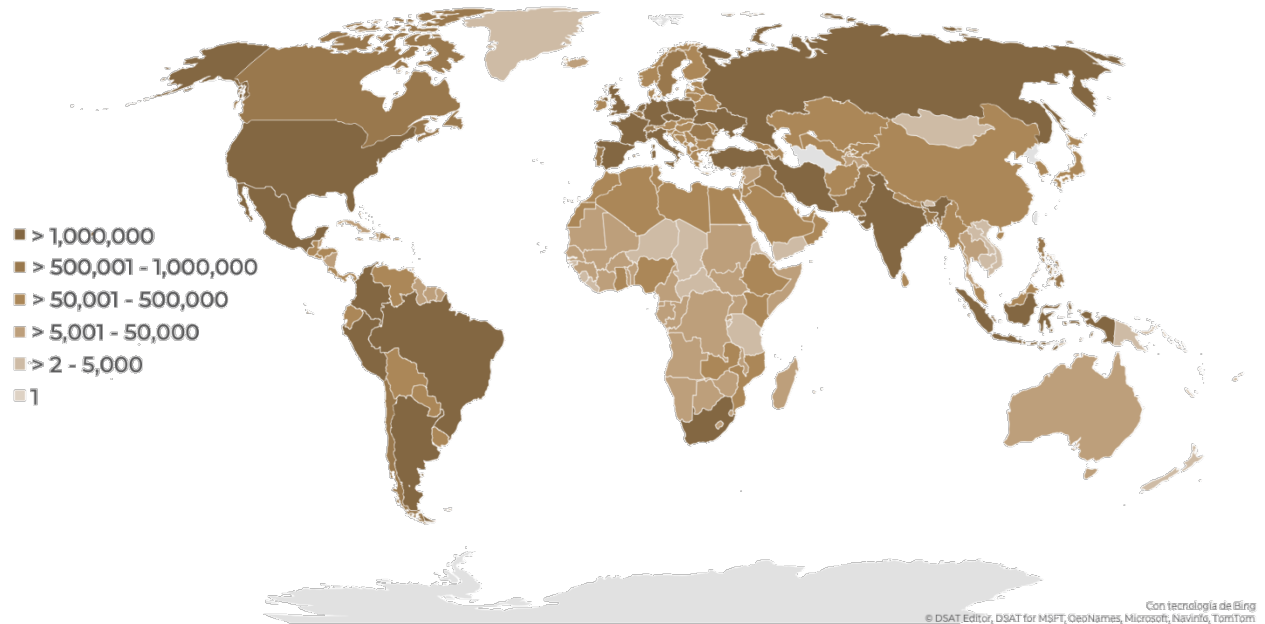 > 1,000,000
> 500,001 - 1,000,000
> 50,001 - 500,000
> 5,001 - 50,000
> 2 - 5,000
1
Con tecnología de Bing
© DSAT Editor, DSAT for MSFT, GeoNames, Microsoft, Navinfo, TomTom